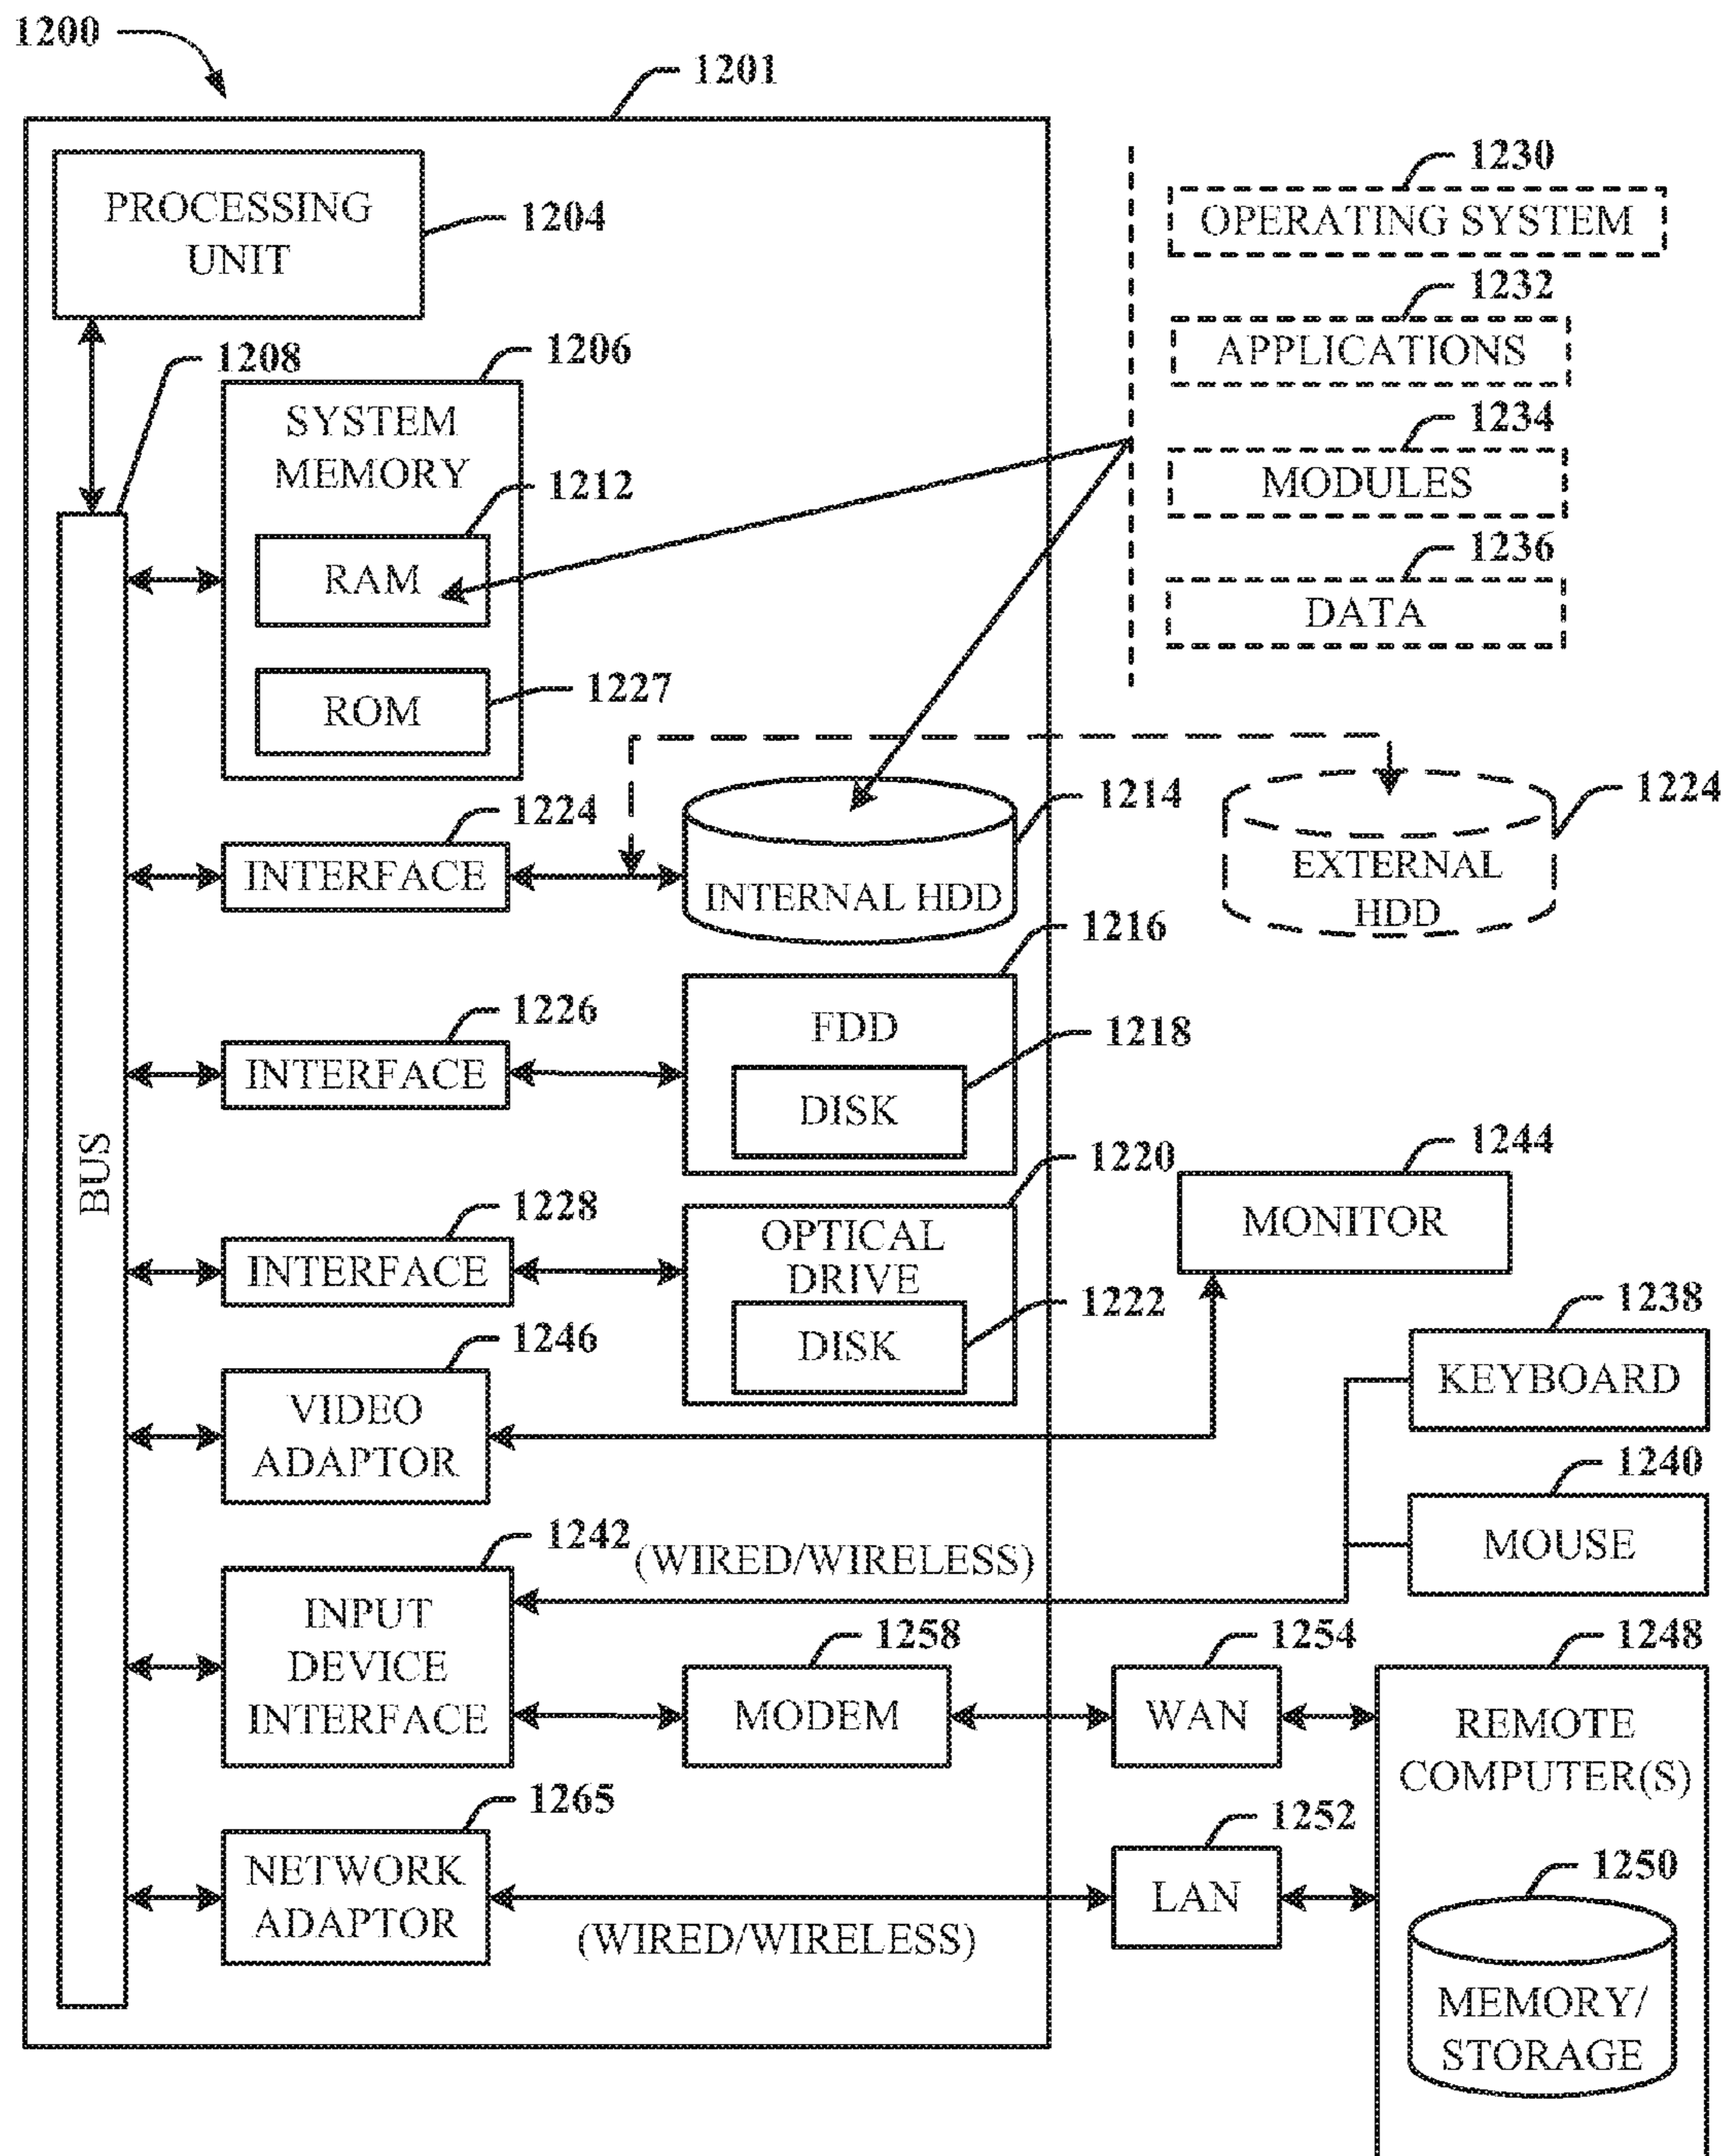 1200
1201
PROCESSING
UNIT
1204
1230
OPERATING SYSTEM
1232
APPLICATIONS
1234
MODULES
1236
DATA
1208
1206
SYSTEM
MEMORY
1212
RAM
1227
ROM
1224
INTERFACE
1214
INTERNAL HDD
1224
EXTERNAL
HDD
1226
INTERFACE
1216
FDD
1218
DISK
BUS
1228
INTERFACE
1220
OPTICAL
DRIVE
1222
DISK
1244
MONITOR
1246
VIDEO
ADAPTOR
1238
KEYBOARD
1240
MOUSE
1242
(WIRED/WIRELESS)
INPUT
DEVICE
INTERFACE
1258
MODEM
1254
WAN
1248
REMOTE
COMPUTER(S)
1265
NETWORK
ADAPTOR
(WIRED/WIRELESS)
1252
LAN
1250
MEMORY/
STORAGE